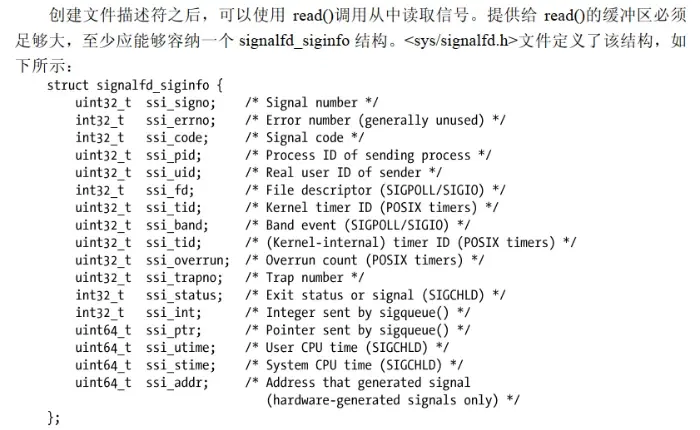 创建文件描述符之后，可以使用 read()调用从中读取信号。提供给 read()的缓冲区必须
足够大，至少应能够容纳一个 signalfd_siginfo 结构。<sys/signalfd.h>文件定义了该结构，如
下所示：
struct signalfd_siginfo {
uint32_t ssi_signo; /* Signal number */
int32_t ssi_errno; /* Error number (generally unused) */
int32_t ssi_code; /* Signal code */
uint32_t ssi_pid; /* Process ID of sending process */
uint32_t ssi_uid; /* Real user ID of sender */
int32_t ssi_fd; /* File descriptor (SIGPOLL/SIGIO) */
uint32_t ssi_tid; /* Kernel timer ID (POSIX timers) */
uint32_t ssi_band; /* Band event (SIGPOLL/SIGIO) */
uint32_t ssi_tid; /* (Kernel-internal) timer ID (POSIX timers) */
uint32_t ssi_overrun; /* Overrun count (POSIX timers) */
uint32_t ssi_trapno; /* Trap number */
int32_t ssi_status; /* Exit status or signal (SIGCHLD) */
int32_t ssi_int; /* Integer sent by sigqueue() */
uint64_t ssi_ptr; /* Pointer sent by sigqueue() */
uint64_t ssi_utime; /* User CPU time (SIGCHLD) */
uint64_t ssi_stime; /* System CPU time (SIGCHLD) */
uint64_t ssi_addr; /* Address that generated signal
(hardware-generated signals only) */
};